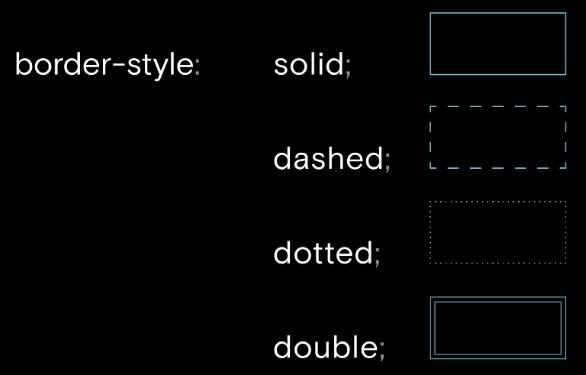 border-style: solid;
dashed;
dotted;
double;